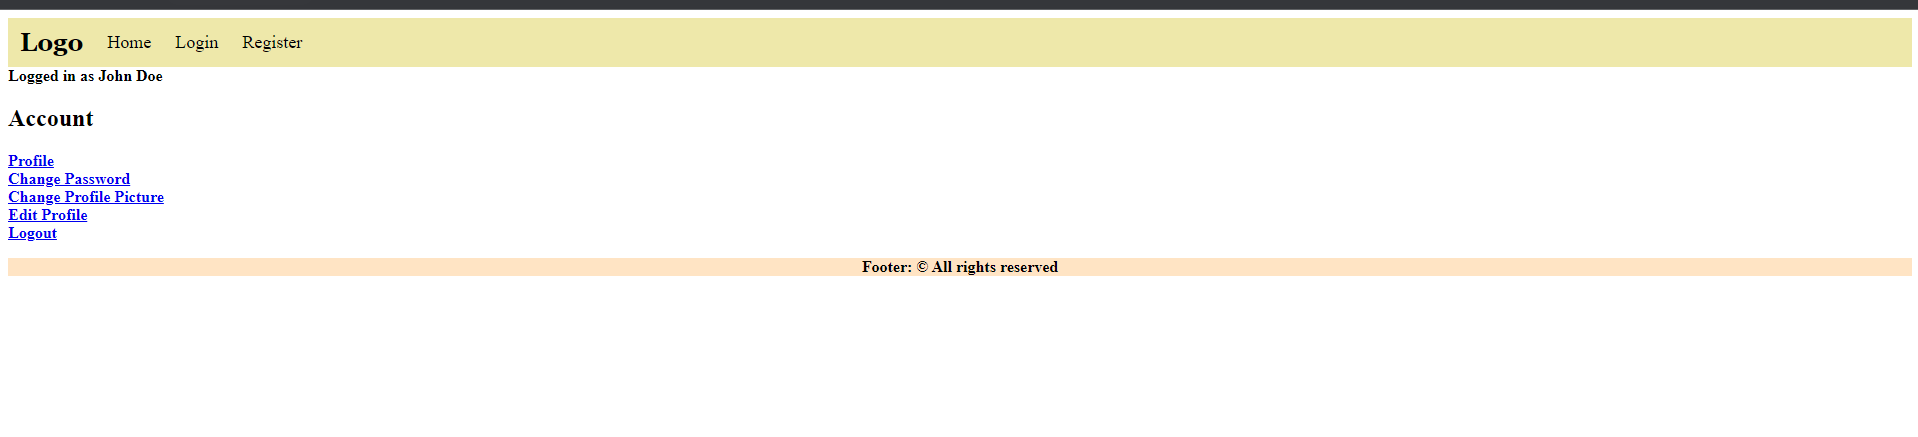 Logo Home Login Register
Logged in as John Doe
Account
Profile
Change Password
Change Profile Picture
Edit Profile
Logout
Footer: © All rights reserved